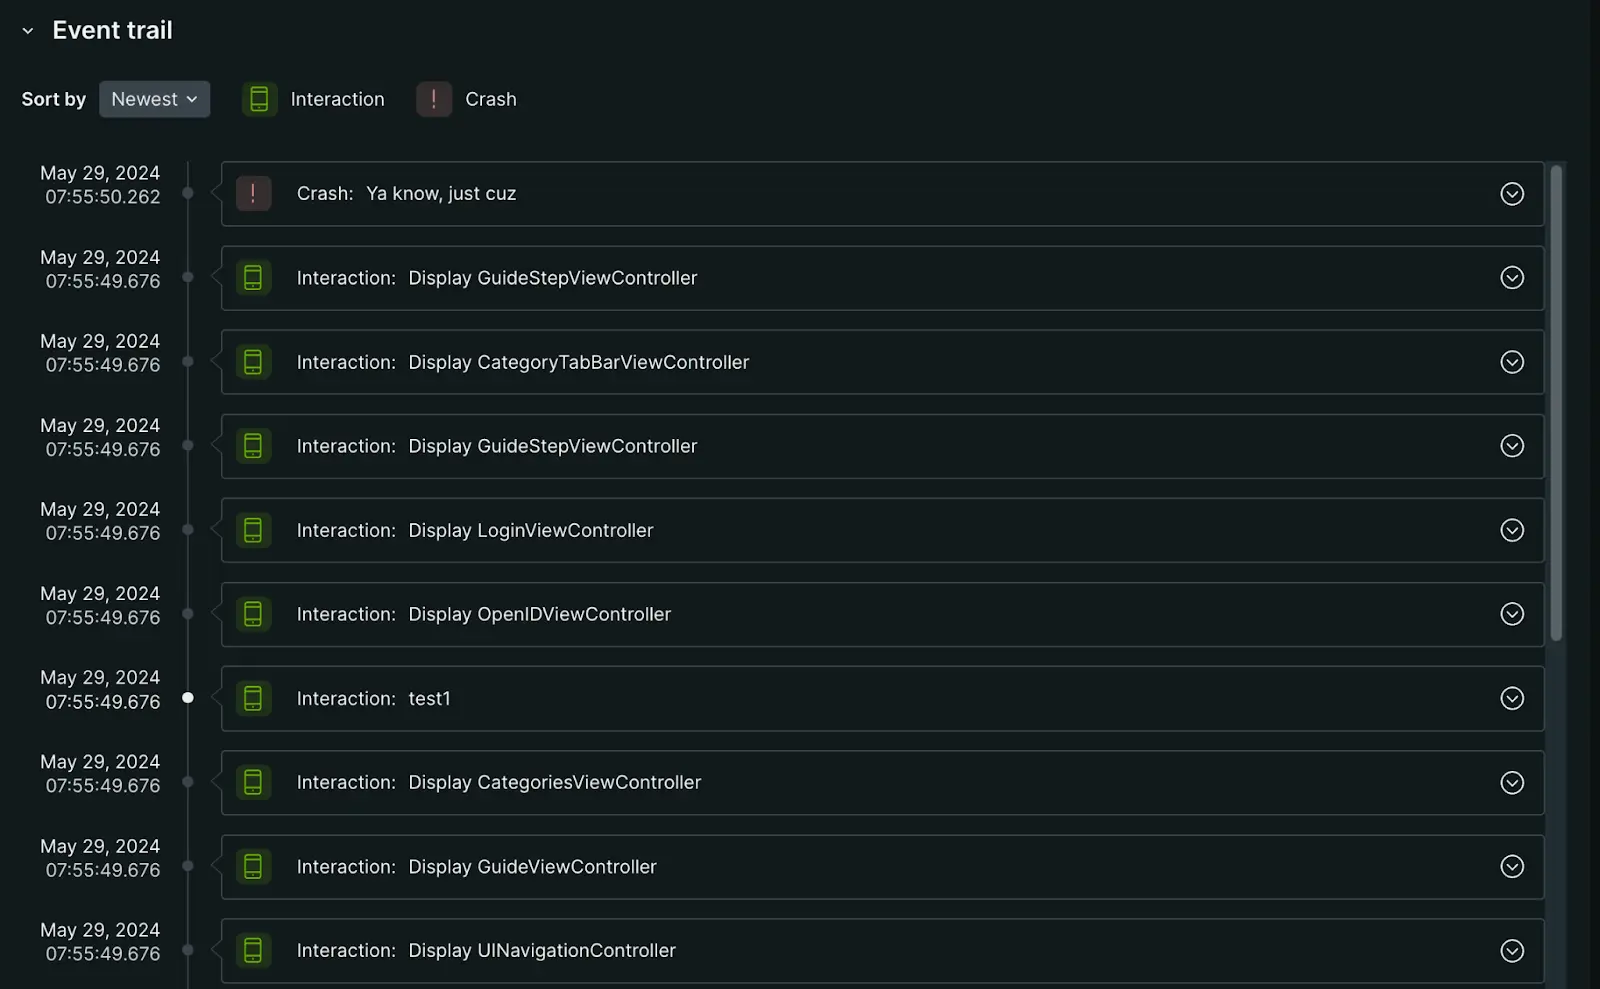 Event trail
Sort by Newest Interaction Crash
May 29, 2024
07:55:50.262
Crash: Ya know, just cuz
May 29, 2024
07:55:49.676
Interaction: Display GuideStepViewController
May 29, 2024
07:55:49.676
Interaction: Display CategoryTabBarViewController
May 29, 2024
07:55:49.676
Interaction: Display GuideStepViewController
May 29, 2024
07:55:49.676
Interaction: Display LoginViewController
May 29, 2024
07:55:49.676
Interaction: Display OpenIDViewController
May 29, 2024
07:55:49.676
Interaction: test1
May 29, 2024
07:55:49.676
Interaction: Display CategoriesViewController
May 29, 2024
07:55:49.676
Interaction: Display GuideViewController
May 29, 2024
07:55:49.676
Interaction: Display UINavigationController